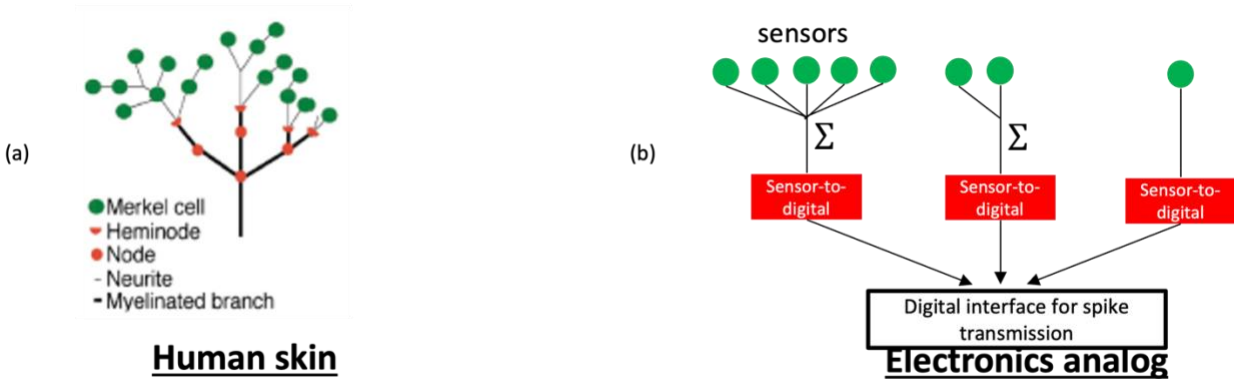 (a)
Merkel cell
Heminode
Node
- Neurite
- Myelinated branch
Human skin
sensors
(b)
Σ
Σ
Sensor-to-
digital
Sensor-to-
digital
Sensor-to-
digital
Digital interface for spike
transmission
Electronics analog